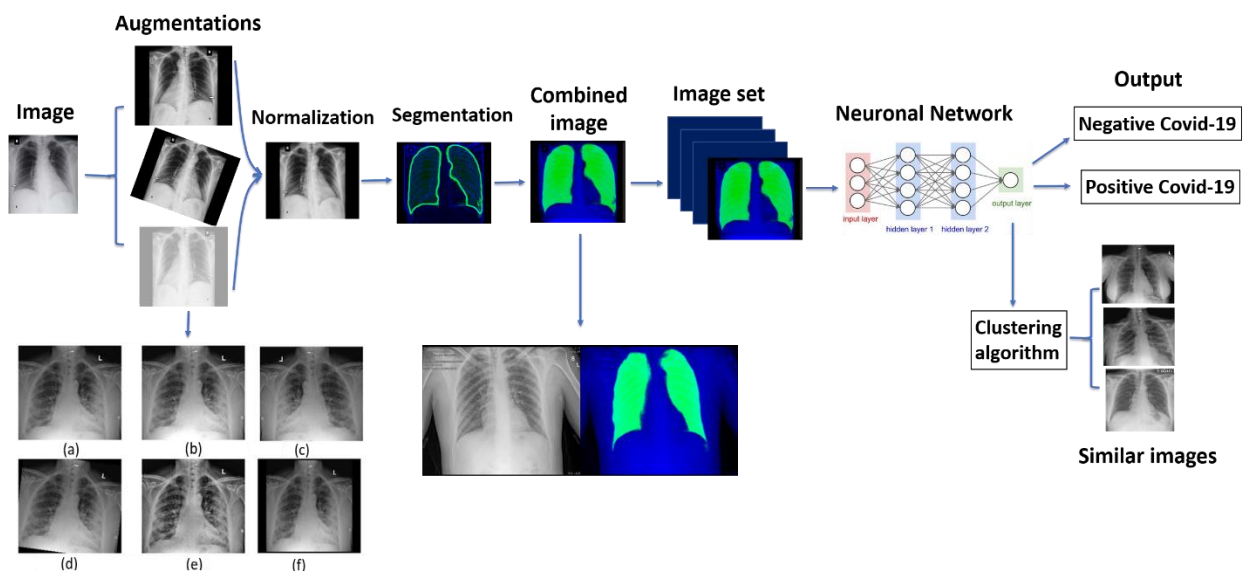 Augmentations
Image
Normalization
Segmentation
Combined
image
Image set
Neuronal Network
input layer
hidden layer 1
hidden layer 2
output layer
Output
Negative Covid-19
Positive Covid-19
Clustering
algorithm
Similar images
L
L
(a)
(b)
(c)
L
L
L
(d)
(e)
(f)